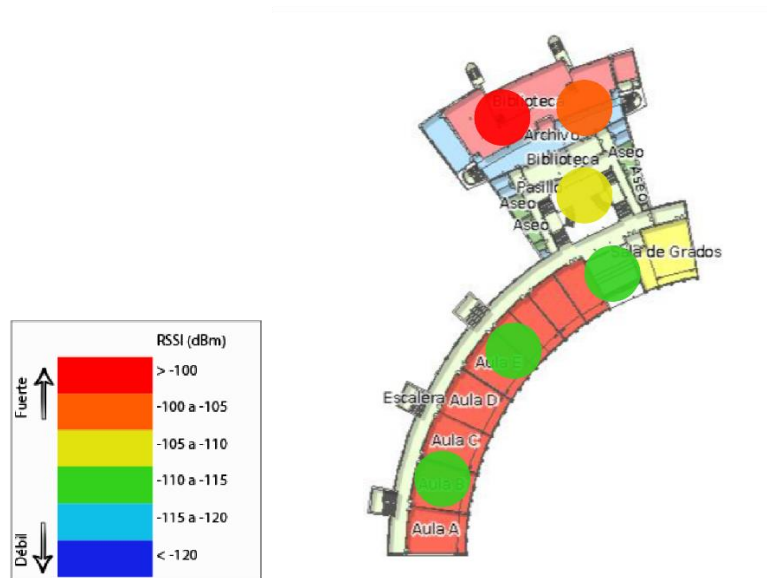 Biblioteca
Archivo
Biblioteca
Aseo
Pasillo
Aseo
Aseo
Aseo
Sala de Grados
Aula E
Escalera
Aula D
Aula C
Aula B
Aula A
RSSI (dBm)
Fuerte
> -100
-100 a -105
-105 a -110
-110 a -115
-115 a -120
Débil
< -120